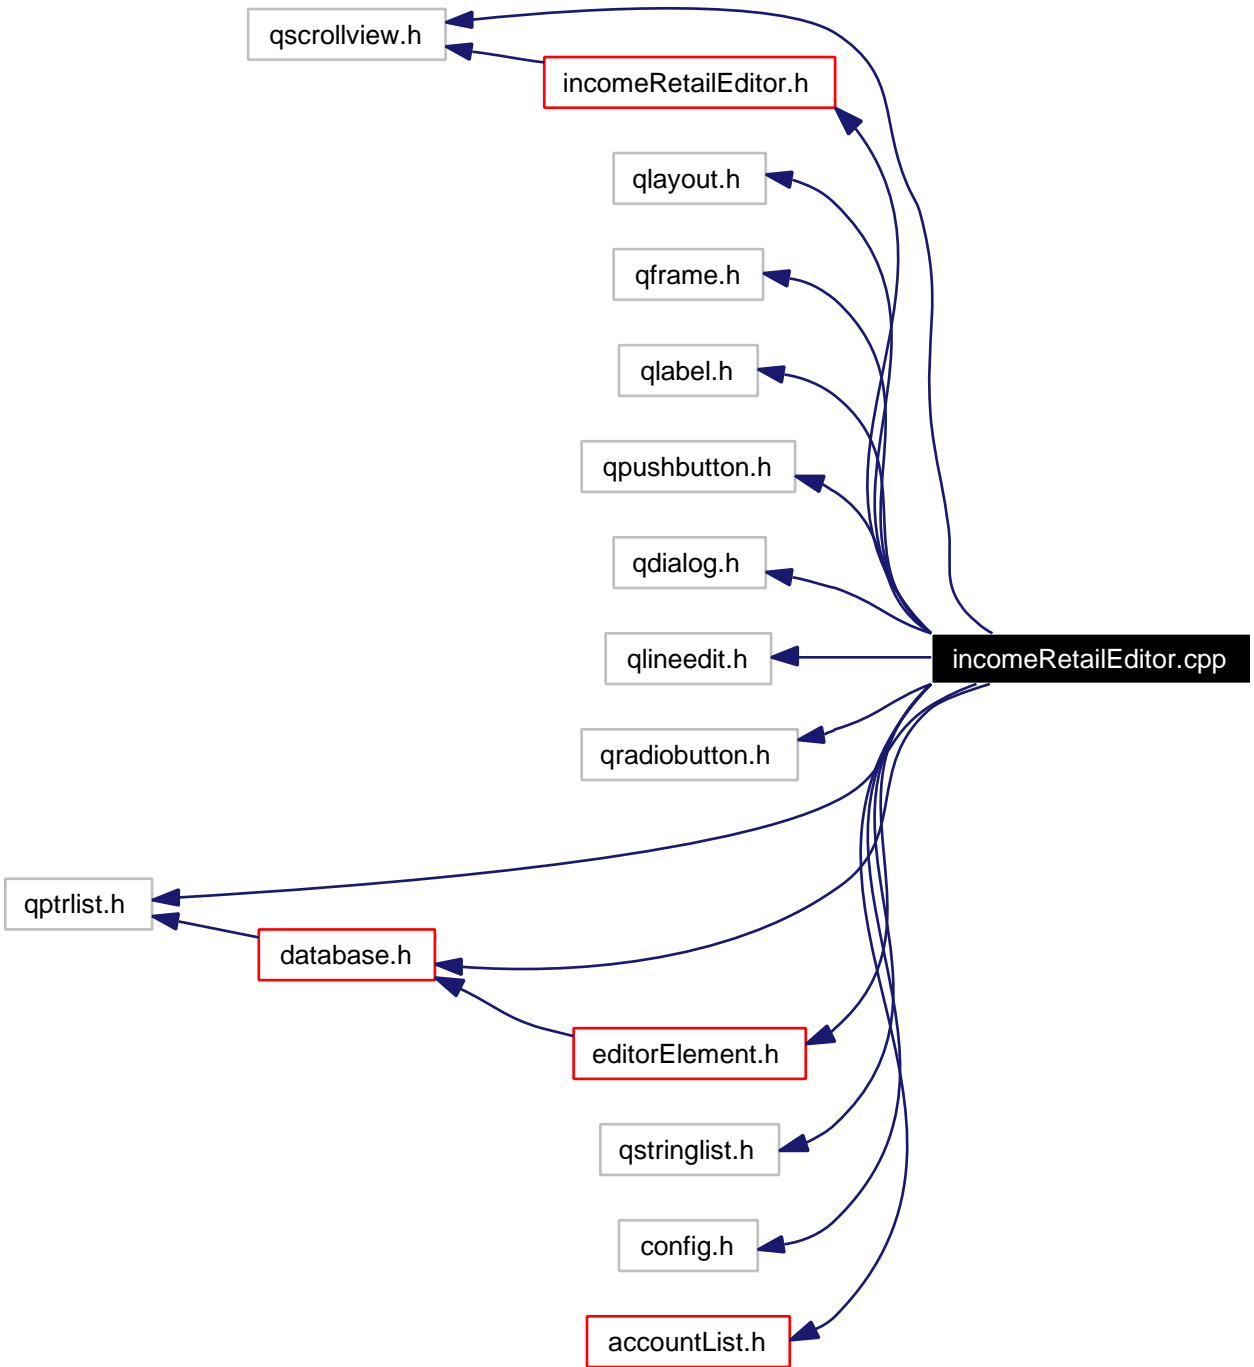 qscrollview.h
incomeRetailEditor.h
qlayout.h
qframe.h
qlabel.h
qpushbutton.h
qdialog.h
qlineedit.h
incomeRetailEditor.cpp
qradiobutton.h
qptrlist.h
database.h
editorElement.h
qstringlist.h
config.h
accountList.h